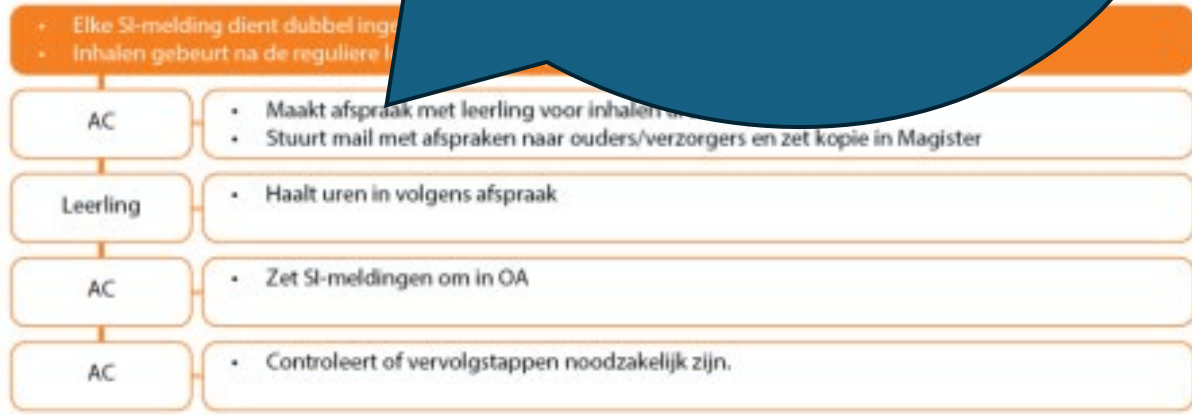 • Elke SI-melding dient dubbel
• Inhalen gebeurt na de reguliere
AC
• Maakt afspraak met leerling voor inhalen
• Stuurt mail met afspraken naar ouders/verzorgers en zet kopie in Magister
Leerling
• Haalt uren in volgens afspraak
AC
• Zet SI-meldingen om in OA
AC
• Controleert of vervolgstappen noodzakelijk zijn.